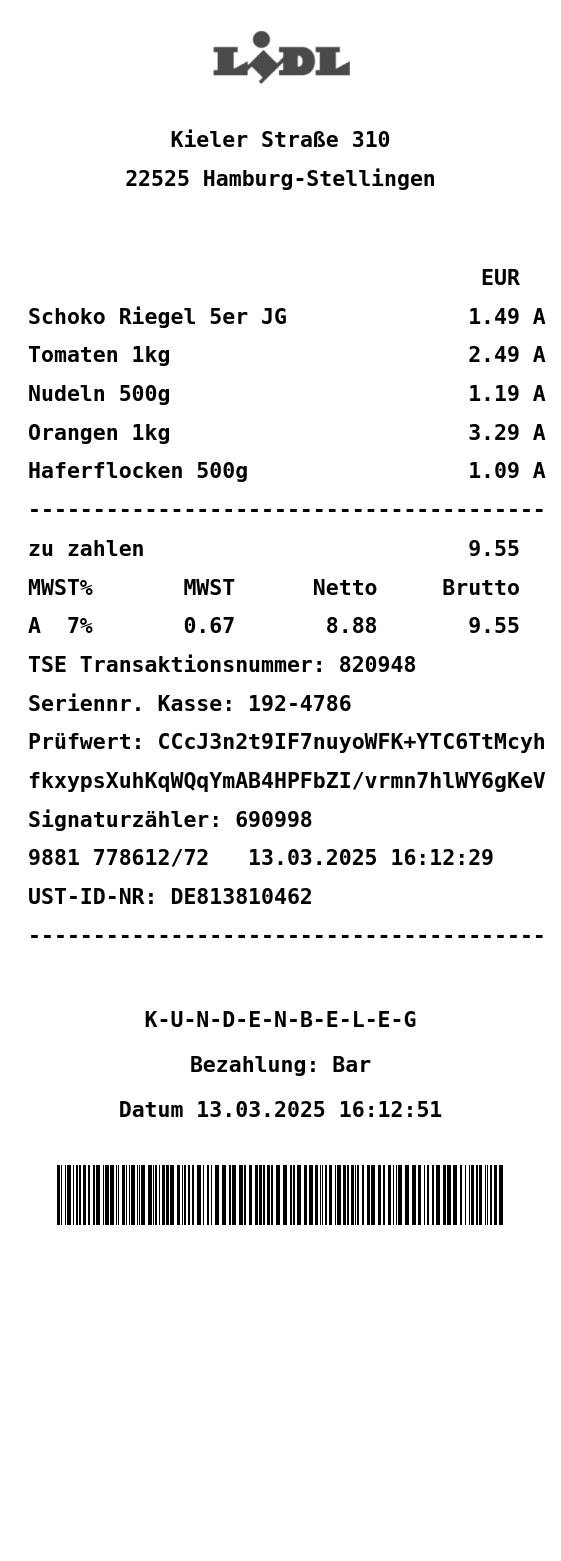 LIDL
Kieler Straße 310
22525 Hamburg-Stellingen
EUR
Schoko Riegel 5er JG 1.49 A
Tomaten 1kg 2.49 A
Nudeln 500g 1.19 A
Orangen 1kg 3.29 A
Haferflocken 500g 1.09 A
----------------------------------------
zu zahlen 9.55
MWST% MWST Netto Brutto
A 7% 0.67 8.88 9.55
TSE Transaktionsnummer: 820948
Seriennr. Kasse: 192-4786
Prüfwert: CCcJ3n2t9IF7nuyoWFK+YTC6TtMcyh
fkxypsXuhKqWQqYmAB4HPFbZI/vrmn7hlWY6gKeV
Signaturzähler: 690998
9881 778612/72 13.03.2025 16:12:29
UST-ID-NR: DE813810462
----------------------------------------
K-U-N-D-E-N-B-E-L-E-G
Bezahlung: Bar
Datum 13.03.2025 16:12:51